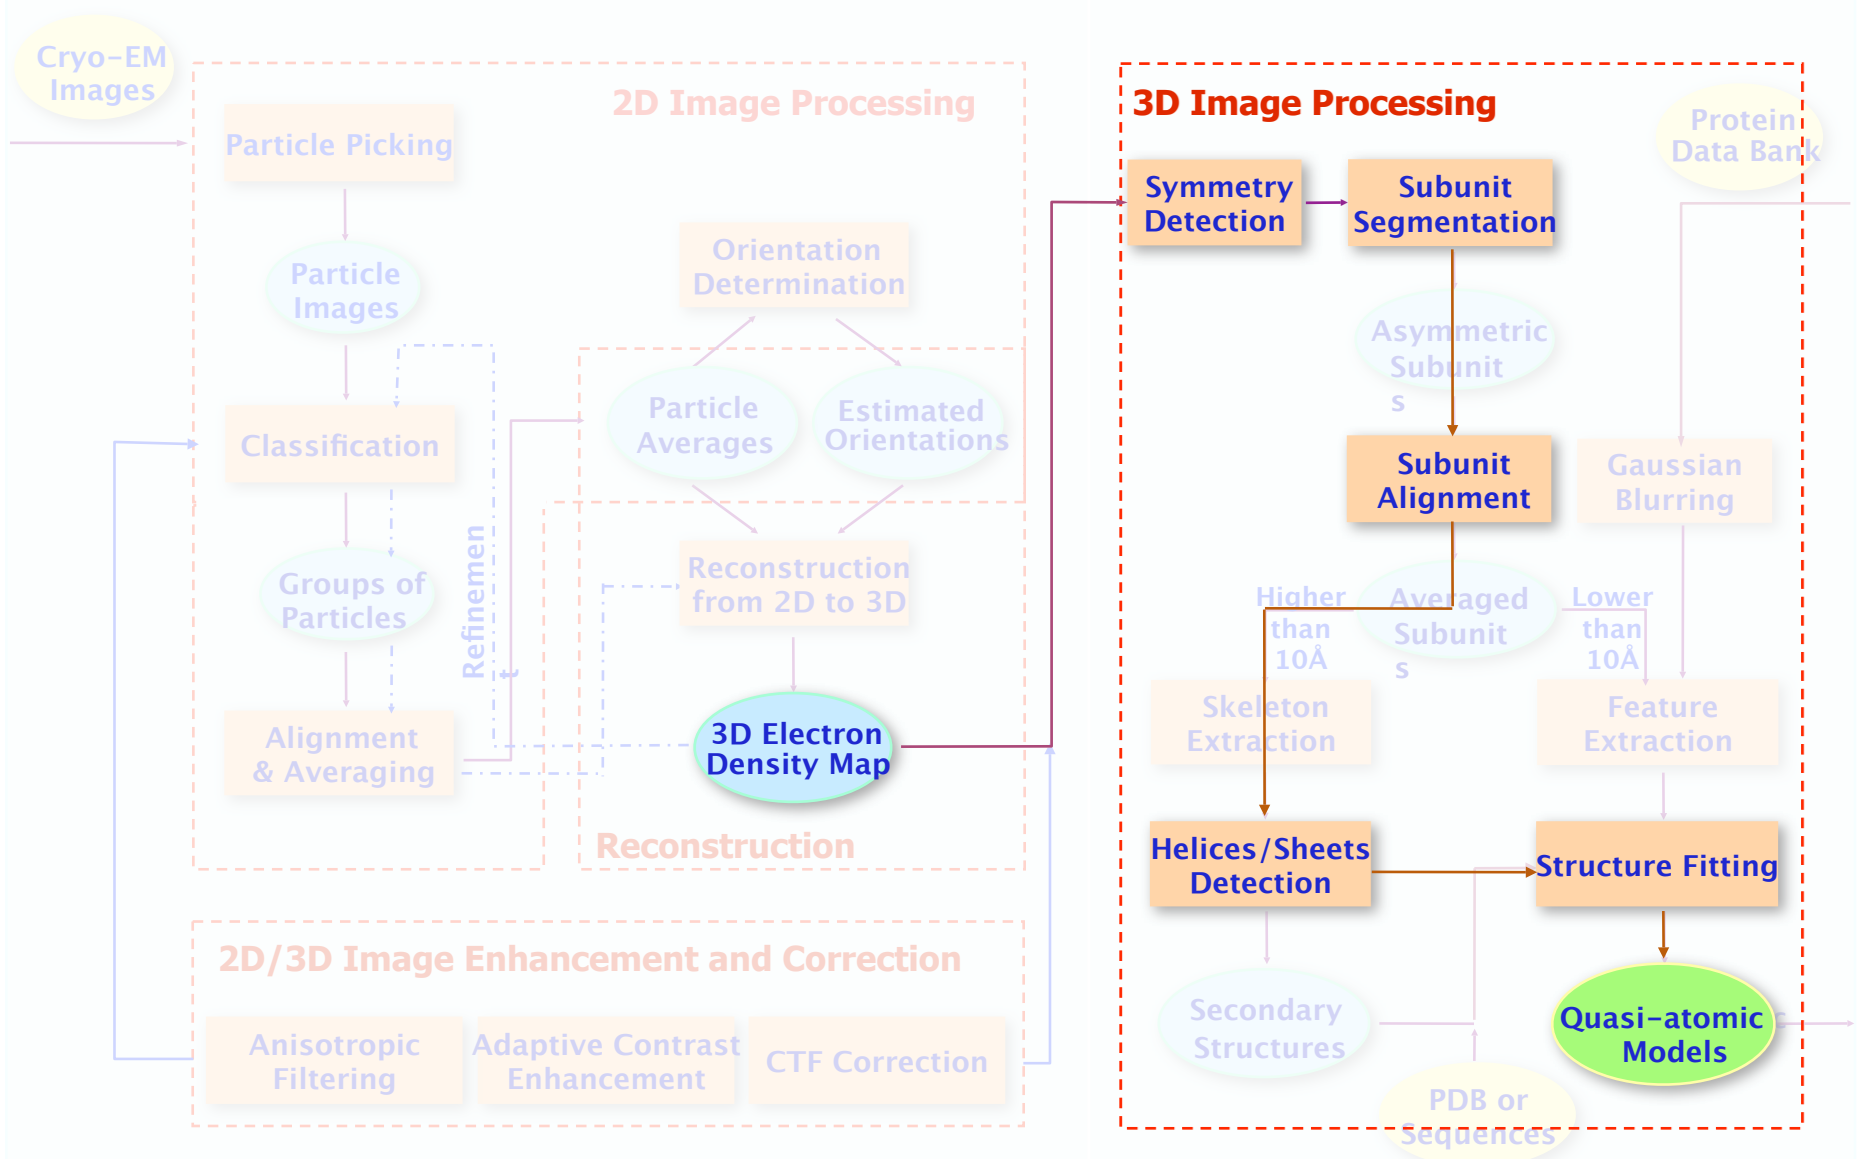 Cryo-EM
Images
2D Image Processing
Particle Picking
Particle
Images
Orientation
Determination
Classification
Particle
Averages
Estimated
Orientations
Refinemen
t
Groups of
Particles
Reconstruction
from 2D to 3D
Alignment
& Averaging
3D Electron
Density Map
Reconstruction
2D/3D Image Enhancement and Correction
Anisotropic
Filtering
Adaptive Contrast
Enhancement
CTF Correction
3D Image Processing
Protein
Data Bank
Symmetry
Detection
Subunit
Segmentation
Asymmetric
Subunit
s
Subunit
Alignment
Gaussian
Blurring
Higher
than
10Å
Averaged
Subunit
s
Lower
than
10Å
Skeleton
Extraction
Feature
Extraction
Helices/Sheets
Detection
Structure Fitting
Secondary
Structures
Quasi-atomic
Models
PDB or
Sequences